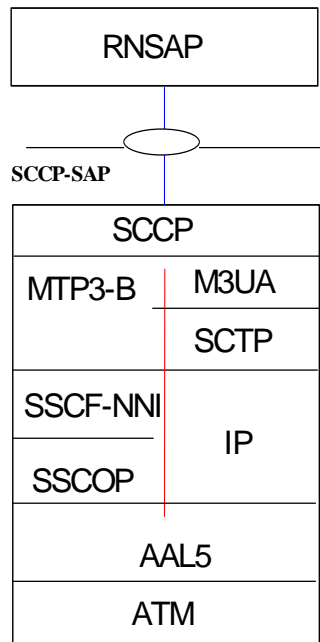 RNSAP
SCCP-SAP
SCCP
MTP3-B
M3UA
SCTP
SSCF-NNI
IP
SSCOP
AAL5
ATM